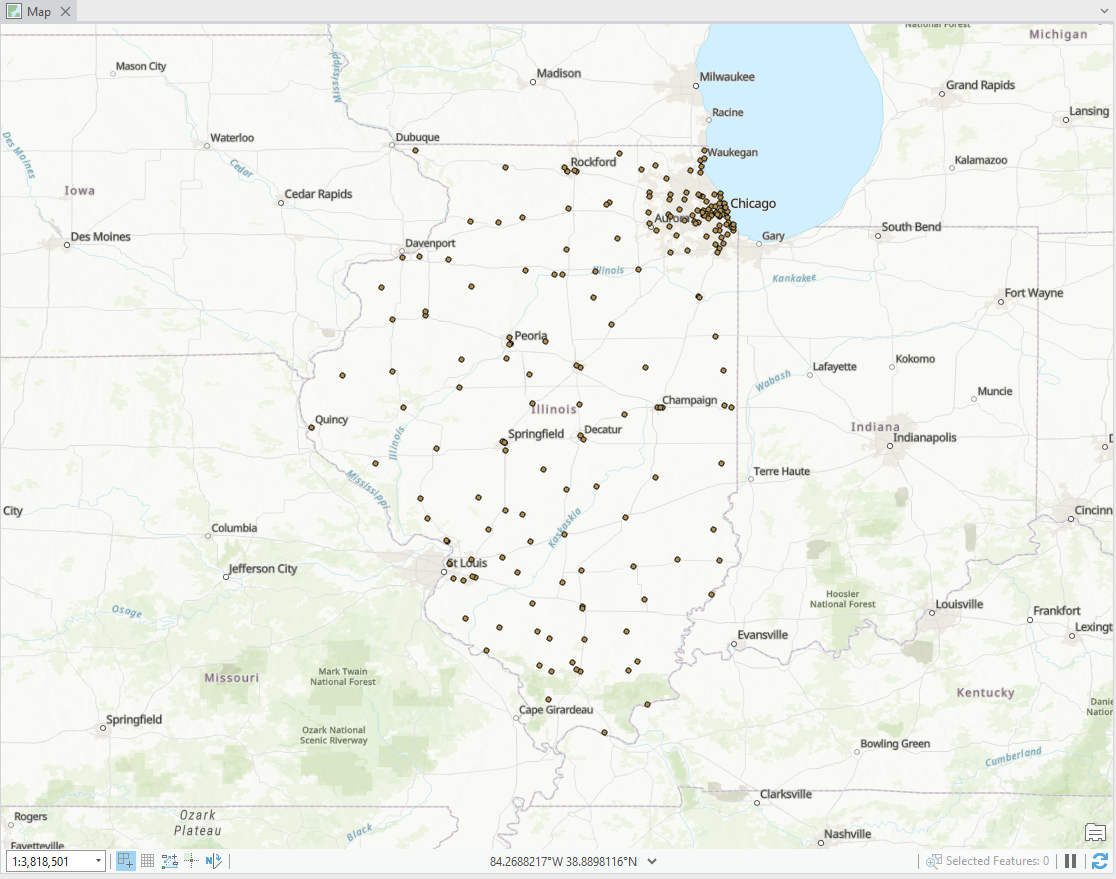 Map
National Forest
Michigan
Mason City
Madison
Milwaukee
Grand Rapids
Mississippi
Racine
Lansing
Des Moines
Waterloo
Dubuque
Cedar
Rockford
Waukegan
Kalamazoo
Iowa
Cedar Rapids
Chicago
Aurora
Des Moines
Davenport
Gary
South Bend
Illinois
Kankakee
Fort Wayne
Peoria
Lafayette
Kokomo
Wabash
Muncie
Champaign
Illinois
Quincy
Springfield
Decatur
Indiana
Indianapolis
Illinois
Terre Haute
Mississippi
City
Cincinn
Columbia
Kaskaskia
St Louis
Jefferson City
Osage
Hoosier
National Forest
Louisville
Frankfort
Lexingt
Evansville
Mark Twain
National Forest
Missouri
Kentucky
Danie
Nation
Cape Girardeau
Springfield
Ozark National
Scenic Riverway
Bowling Green
Cumberland
Clarksville
Rogers
Ozark
Plateau
Black
Nashville
Fayetteville
1:3,818,501
N
84.2688217°W 38.8898116°N
Selected Features: 0